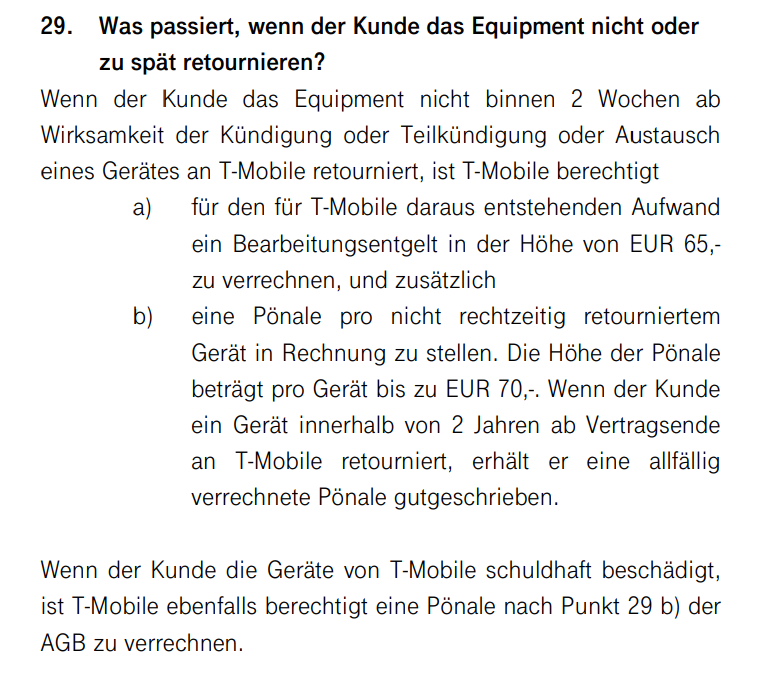 29. Was passiert, wenn der Kunde das Equipment nicht oder
zu spät retournieren?
Wenn der Kunde das Equipment nicht binnen 2 Wochen ab
Wirksamkeit der Kündigung oder Teilkündigung oder Austausch
eines Gerätes an T-Mobile retourniert, ist T-Mobile berechtigt
a) für den für T-Mobile daraus entstehenden Aufwand
ein Bearbeitungsentgelt in der Höhe von EUR 65,-
zu verrechnen, und zusätzlich
b) eine Pönale pro nicht rechtzeitig retourniertem
Gerät in Rechnung zu stellen. Die Höhe der Pönale
beträgt pro Gerät bis zu EUR 70,-. Wenn der Kunde
ein Gerät innerhalb von 2 Jahren ab Vertragsende
an T-Mobile retourniert, erhält er eine allfällig
verrechnete Pönale gutgeschrieben.
Wenn der Kunde die Geräte von T-Mobile schuldhaft beschädigt,
ist T-Mobile ebenfalls berechtigt eine Pönale nach Punkt 29 b) der
AGB zu verrechnen.